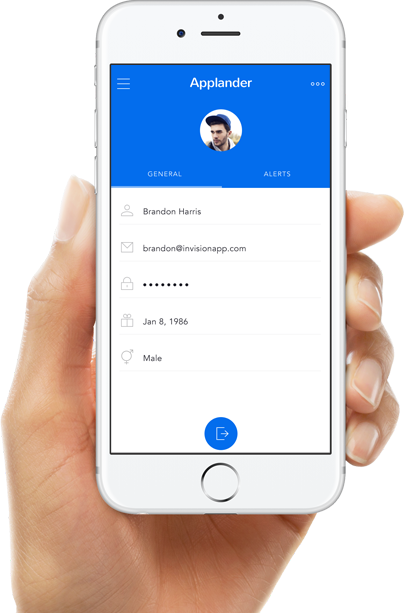 Applander
GENERAL
ALERTS
Brandon Harris
brandon@invisionapp.com
••••••••
Jan 8, 1986
Male